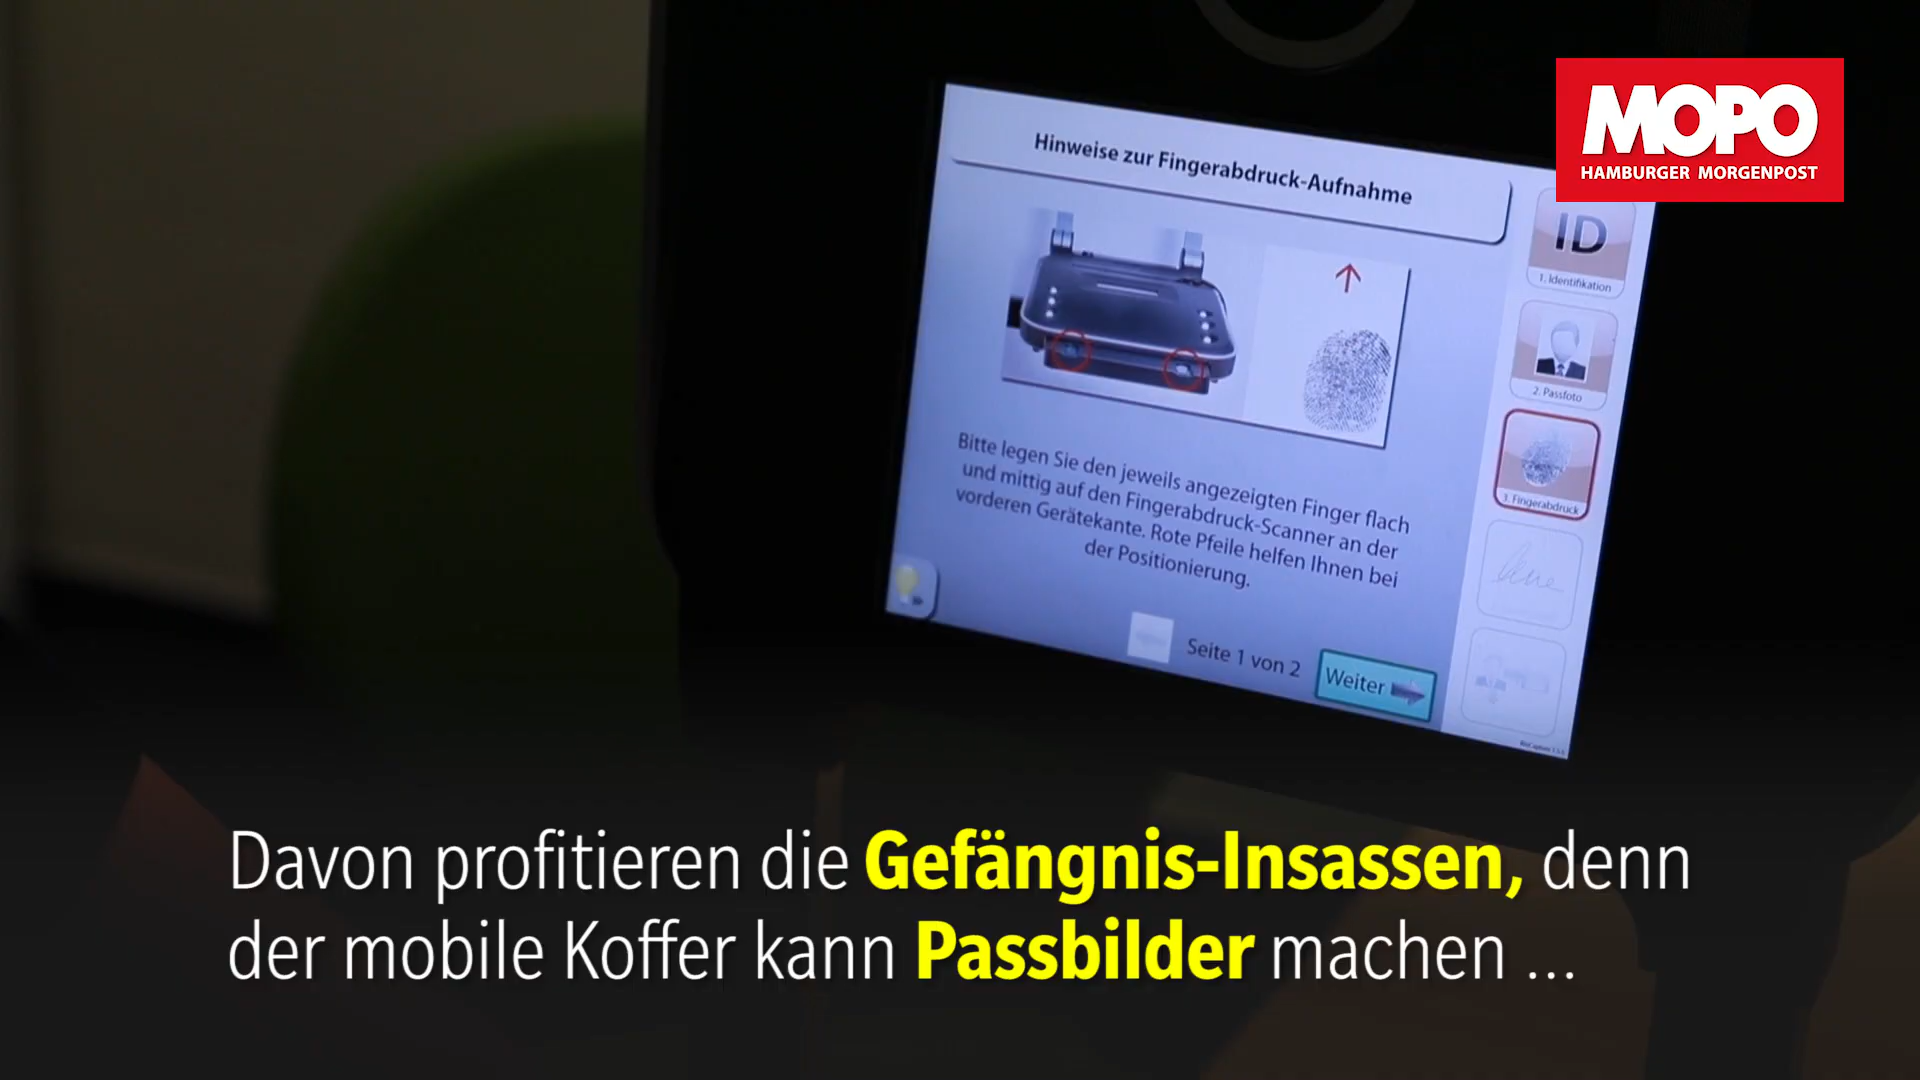 MOPO
HAMBURGER MORGENPOST
Hinweise zur Fingerabdruck-Aufnahme
ID
1. Identifikation
2. Passfoto
3. Fingerabdruck
Bitte legen Sie den jeweils angezeigten Finger flach
und mittig auf den Fingerabdruck-Scanner an der
vorderen Gerätekante. Rote Pfeile helfen Ihnen bei
der Positionierung.
Seite 1 von 2
Weiter
Davon profitieren die Gefängnis-Insassen, denn
der mobile Koffer kann Passbilder machen ...